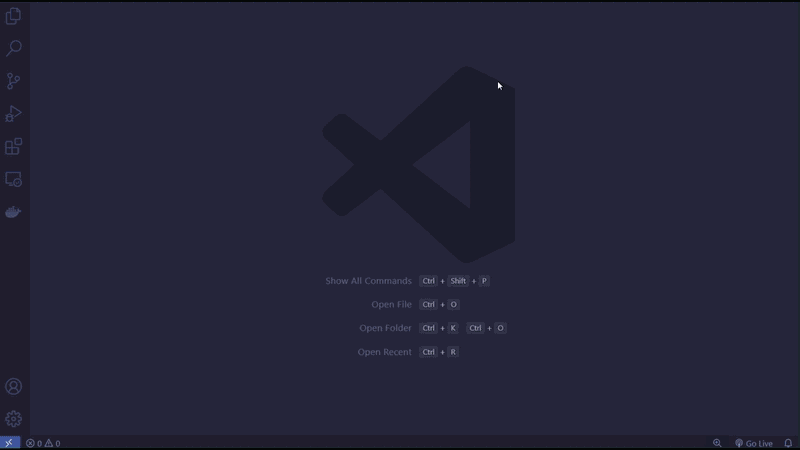 Show All Commands Ctrl + Shift + P
Open File Ctrl + O
Open Folder Ctrl + K Ctrl + O
Open Recent Ctrl + R
0 0 Go Live